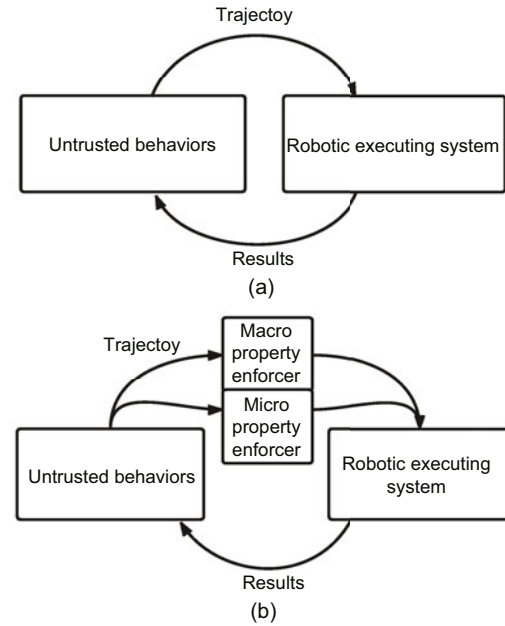 Trajectoy
Untrusted behaviors
Robotic executing system
Results
(a)
Trajectoy
Macro
property
enforcer
Micro
property
enforcer
Untrusted behaviors
Robotic executing
system
Results
(b)